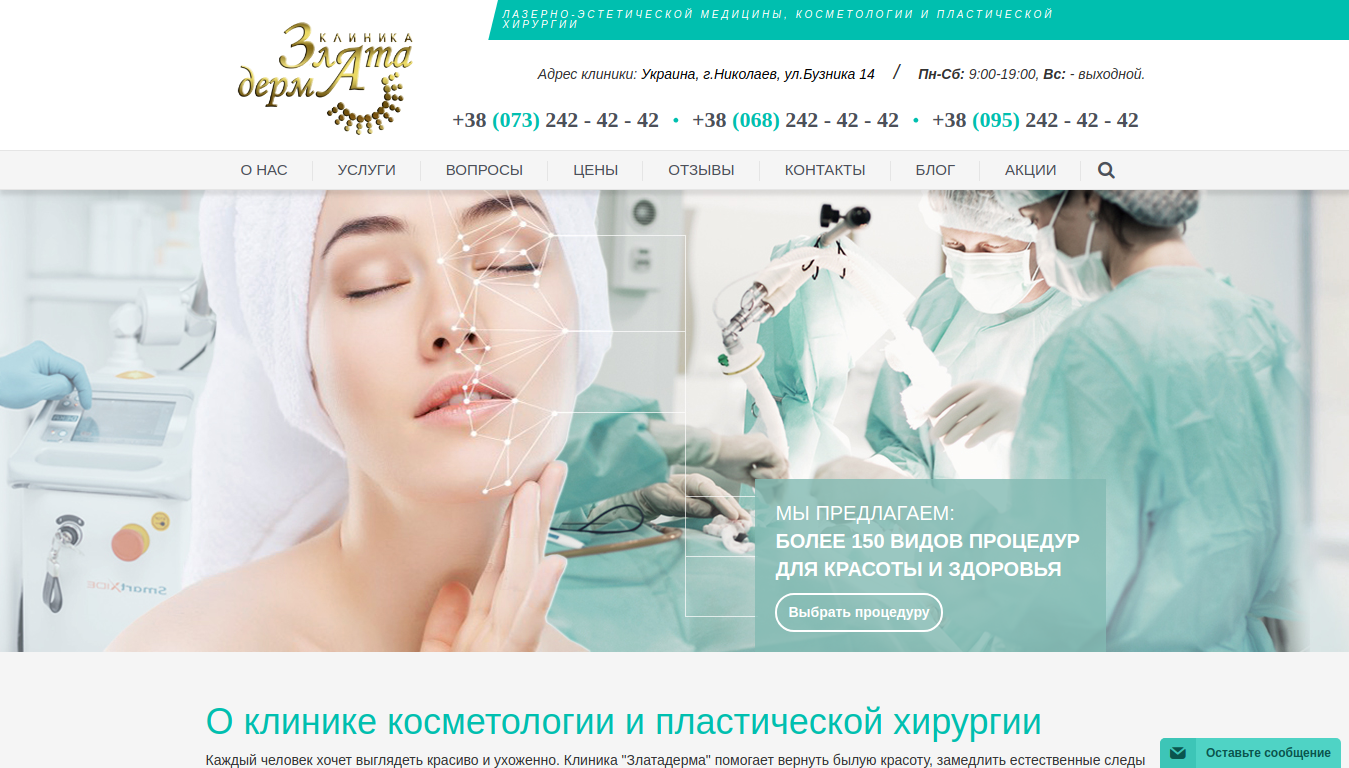 ЛАЗЕРНО-ЭСТЕТИЧЕСКОЙ МЕДИЦИНЫ, КОСМЕТОЛОГИИ И ПЛАСТИЧЕСКОЙ
ХИРУРГИИ
КЛИНИКА
Злата
дермА
Адрес клиники: Украина, г.Николаев, ул.Бузника 14 / Пн-Сб: 9:00-19:00, Вс: - выходной.
+38 (073) 242 - 42 - 42 • +38 (068) 242 - 42 - 42 • +38 (095) 242 - 42 - 42
О НАС УСЛУГИ ВОПРОСЫ ЦЕНЫ ОТЗЫВЫ КОНТАКТЫ БЛОГ АКЦИИ
SmartXiDE
МЫ ПРЕДЛАГАЕМ:
БОЛЕЕ 150 ВИДОВ ПРОЦЕДУР
ДЛЯ КРАСОТЫ И ЗДОРОВЬЯ
Выбрать процедуру
О клинике косметологии и пластической хирургии
Каждый человек хочет выглядеть красиво и ухоженно. Клиника "Златадерма" помогает вернуть былую красоту, замедлить естественные следы
Оставьте сообщение